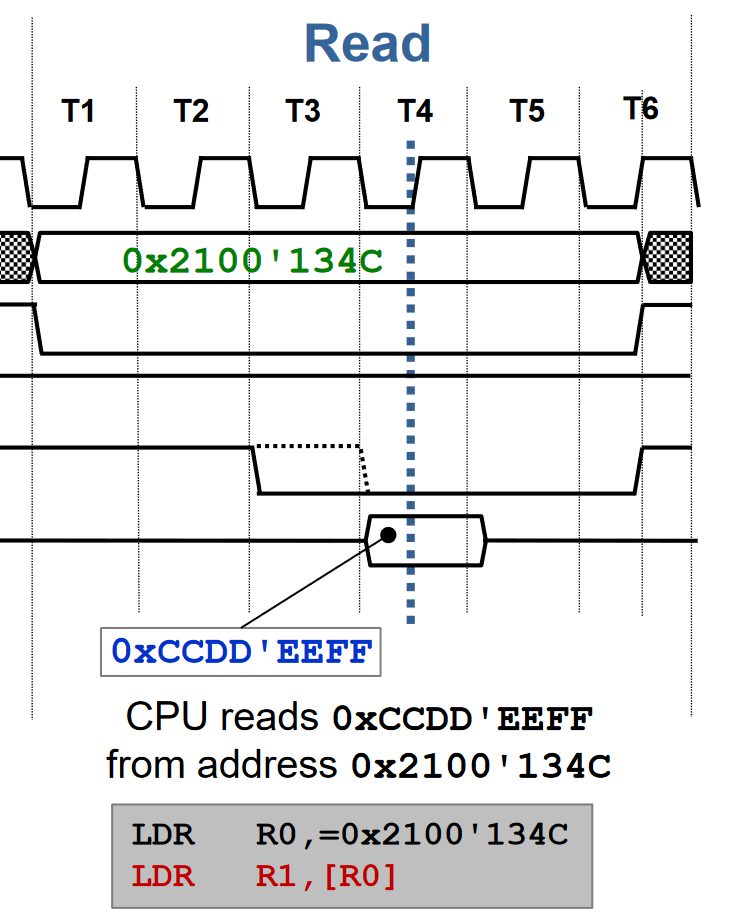 Read
T1 T2 T3 T4 T5 T6
0x2100'134C
0xCCDD'EEFF
CPU reads 0xCCDD'EEFF
from address 0x2100'134C
LDR R0,=0x2100'134C
LDR R1,[R0]